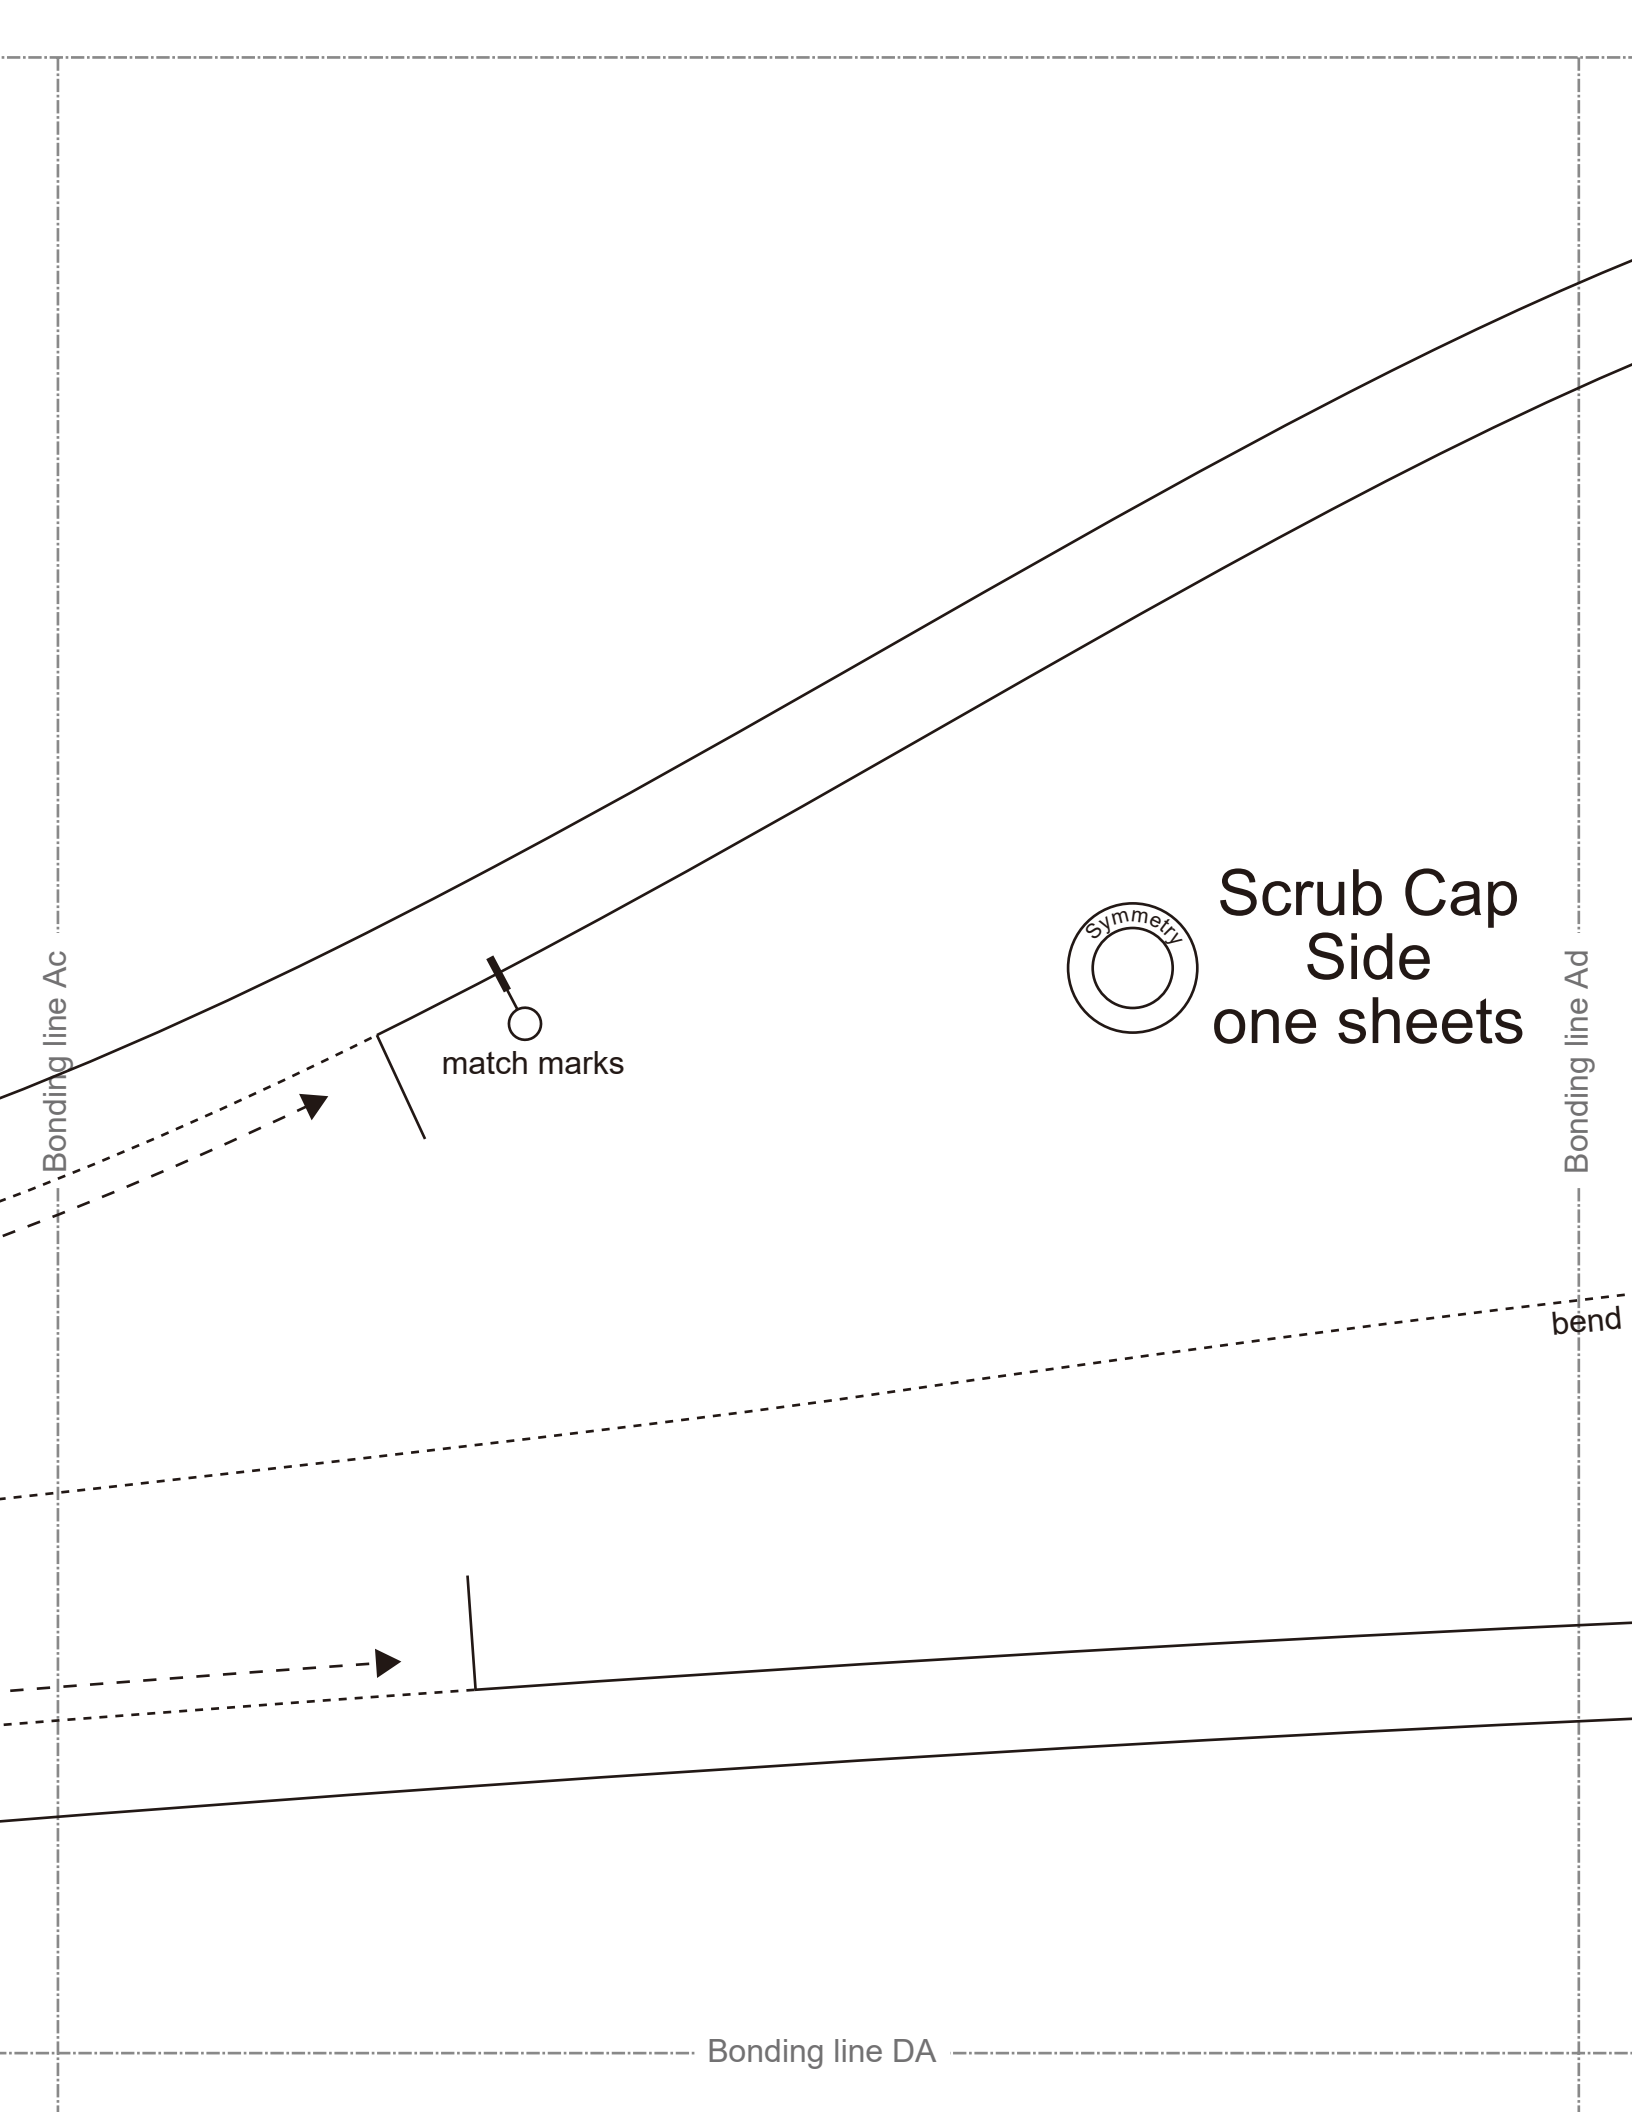 Scrub Cap
Side
one sheets
Symmetry
Bonding line Ac
Bonding line Ad
match marks
bend
Bonding line DA